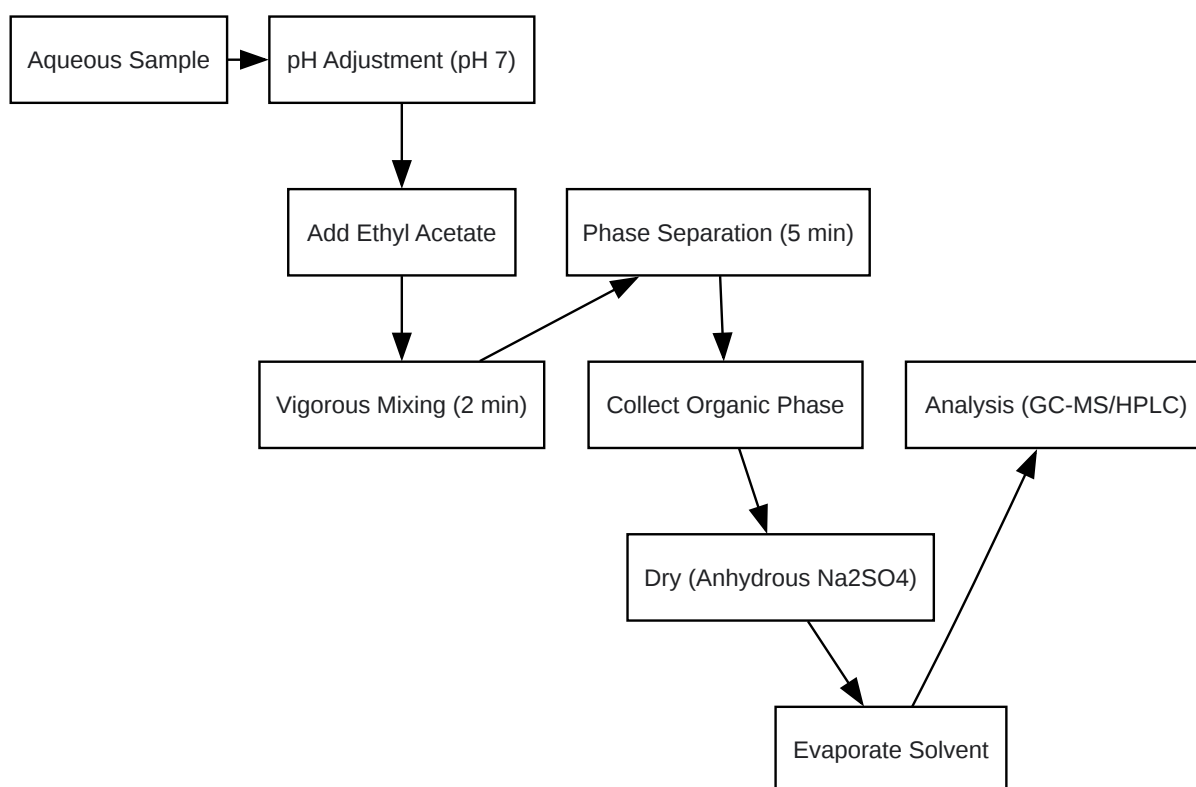 Aqueous Sample
pH Adjustment (pH 7)
Add Ethyl Acetate
Vigorous Mixing (2 min)
Phase Separation (5 min)
Collect Organic Phase
Dry (Anhydrous Na2SO4)
Evaporate Solvent
Analysis (GC-MS/HPLC)